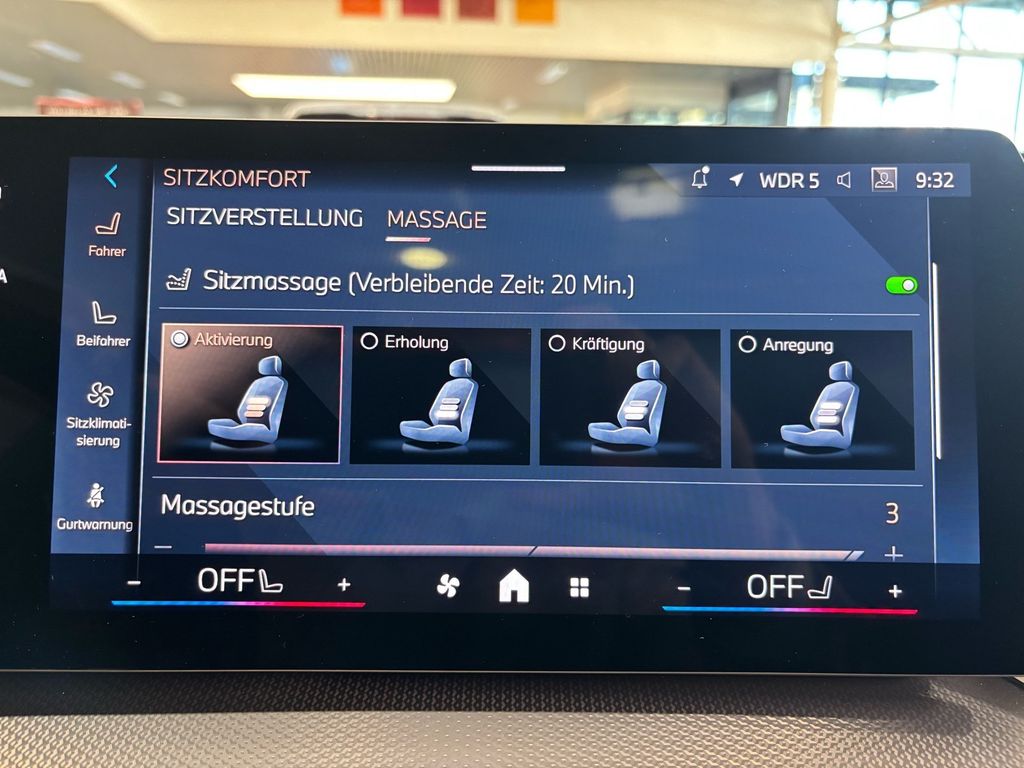 SITZKOMFORT
WDR 5
9:32
SITZVERSTELLUNG MASSAGE
Fahrer
Sitzmassage (Verbleibende Zeit: 20 Min.)
Beifahrer
Aktivierung
Erholung
Kräftigung
Anregung
Sitzklimati-
sierung
Massagestufe
3
Gurtwarnung
− +
− OFF +
− OFF +
A